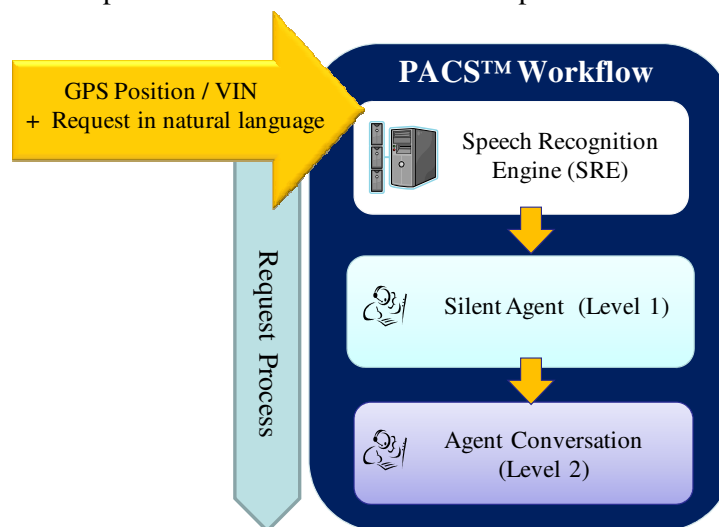 PACS™ Workflow
GPS Position / VIN
+ Request in natural language
Speech Recognition
Engine (SRE)
Silent Agent (Level 1)
Agent Conversation
(Level 2)
Request Process